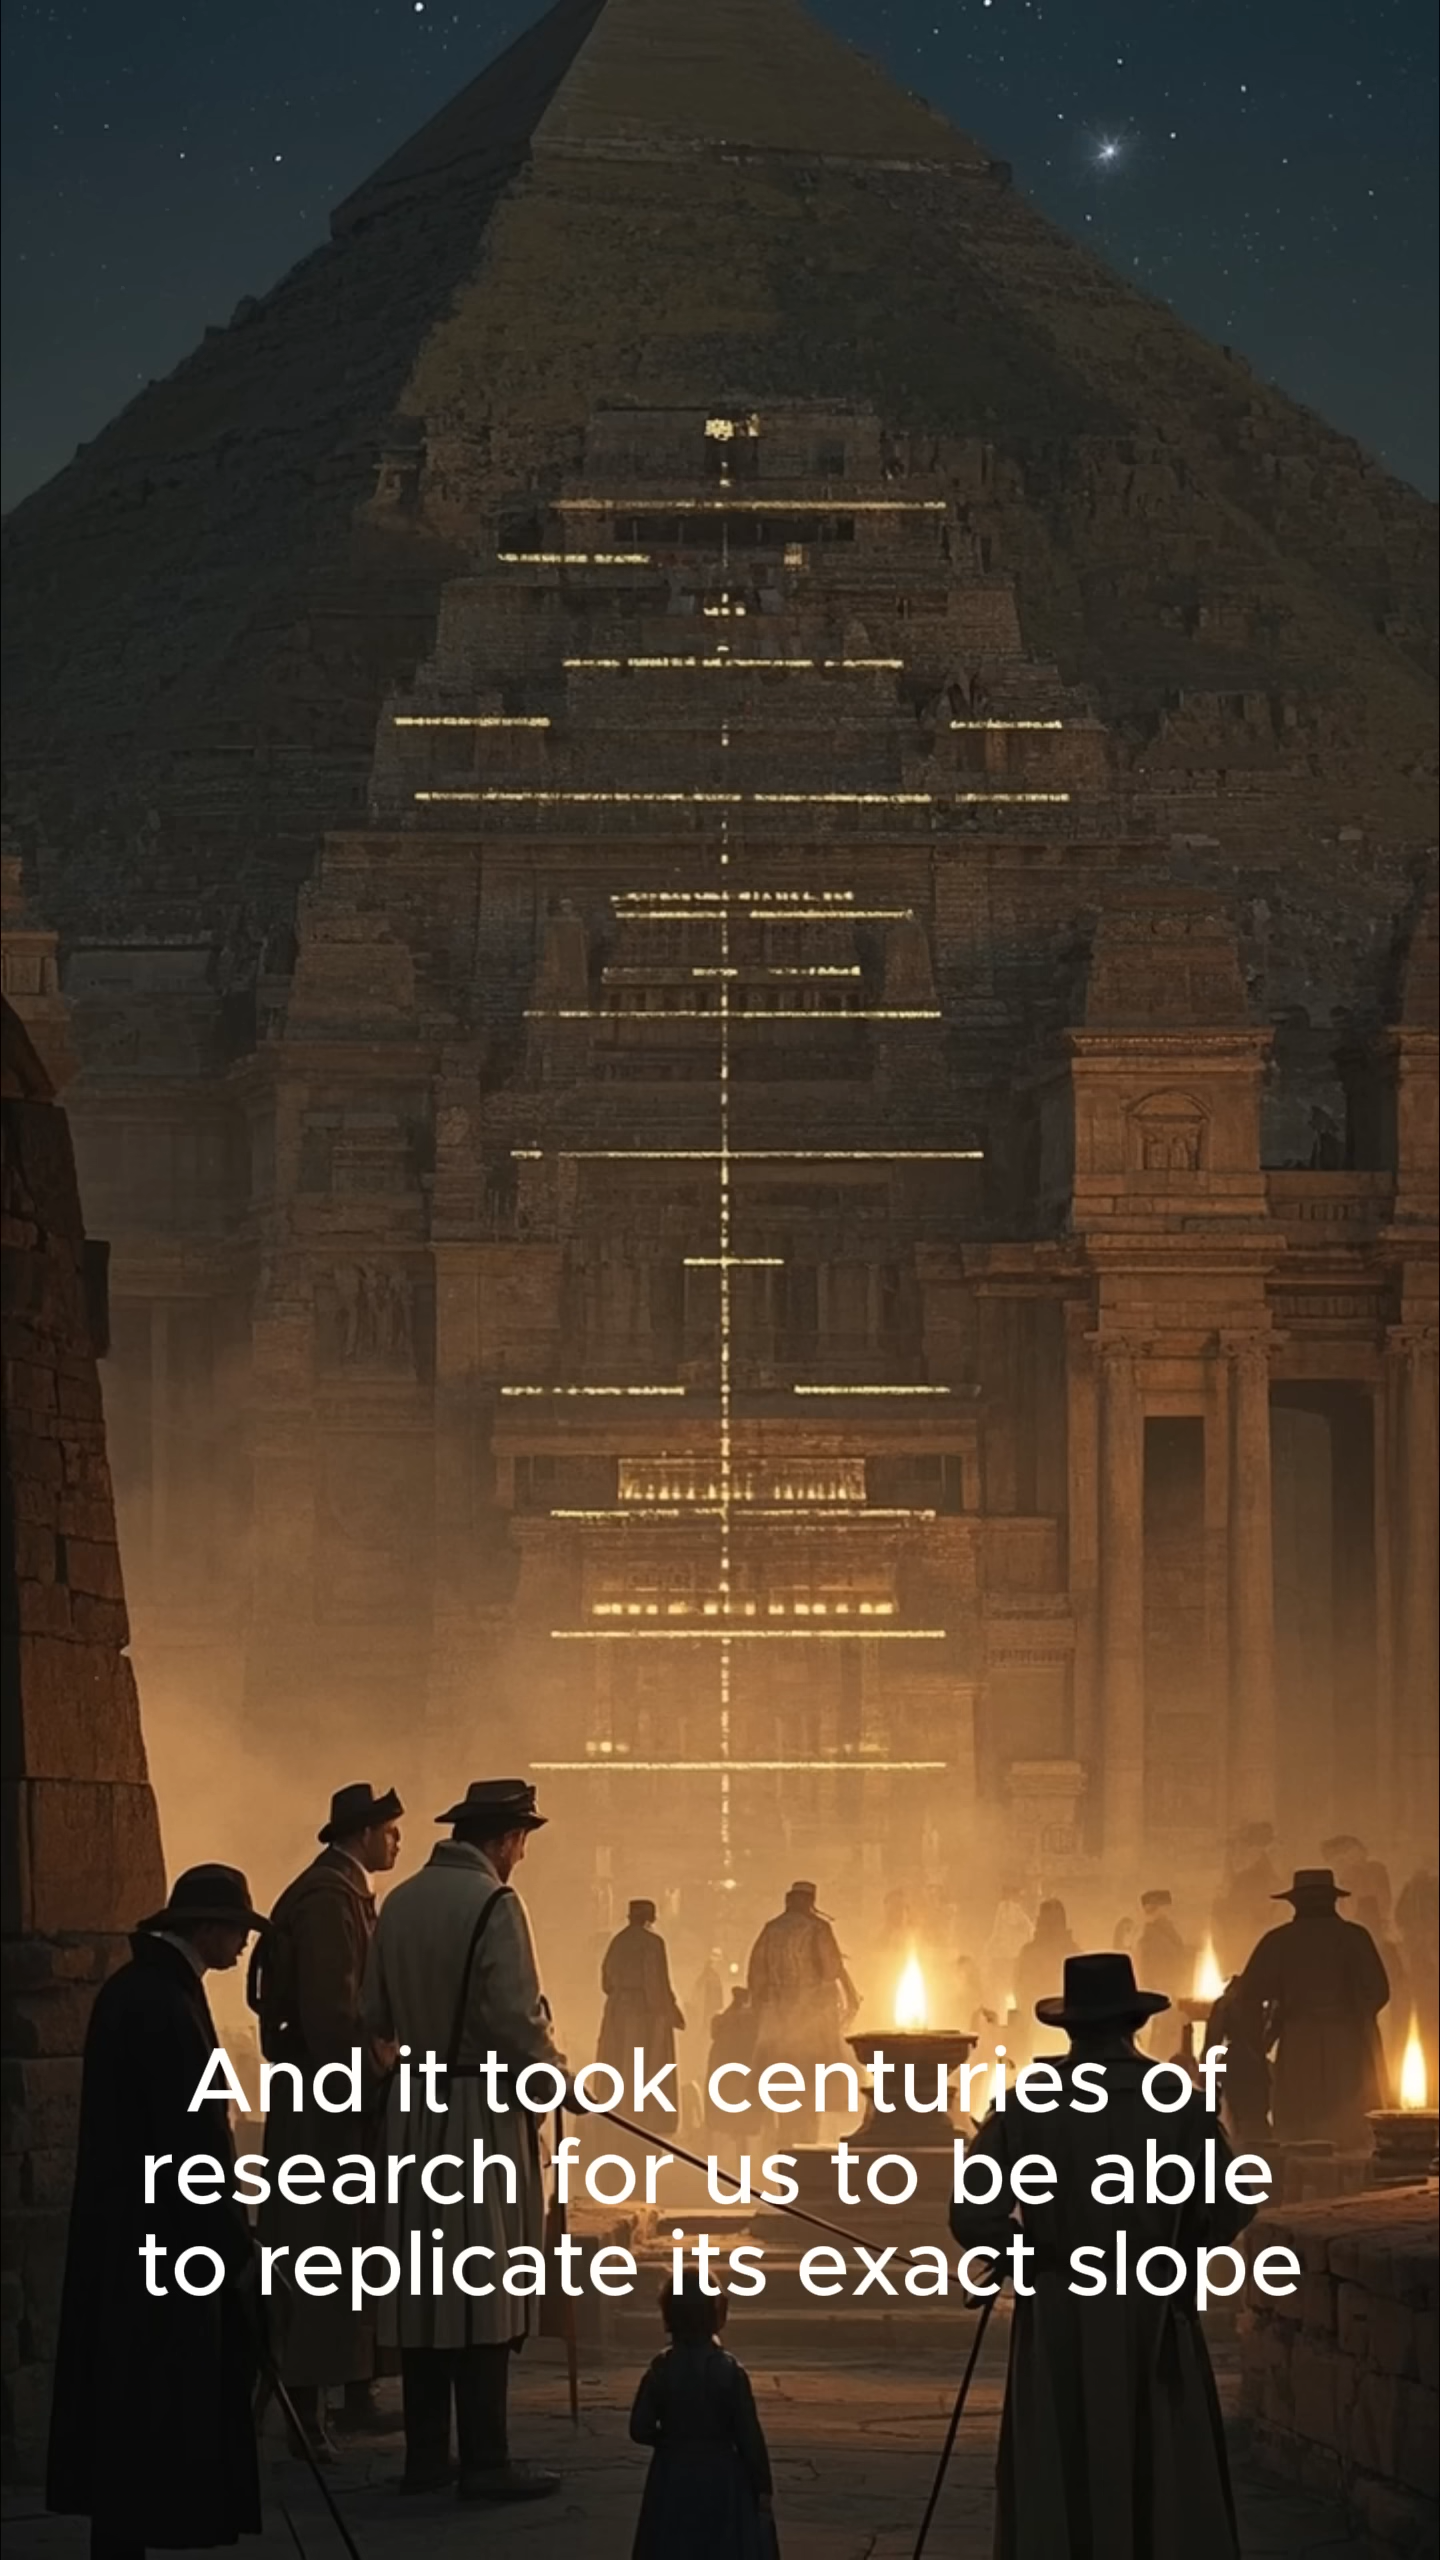 And it took centuries of
research for us to be able
to replicate its exact slope